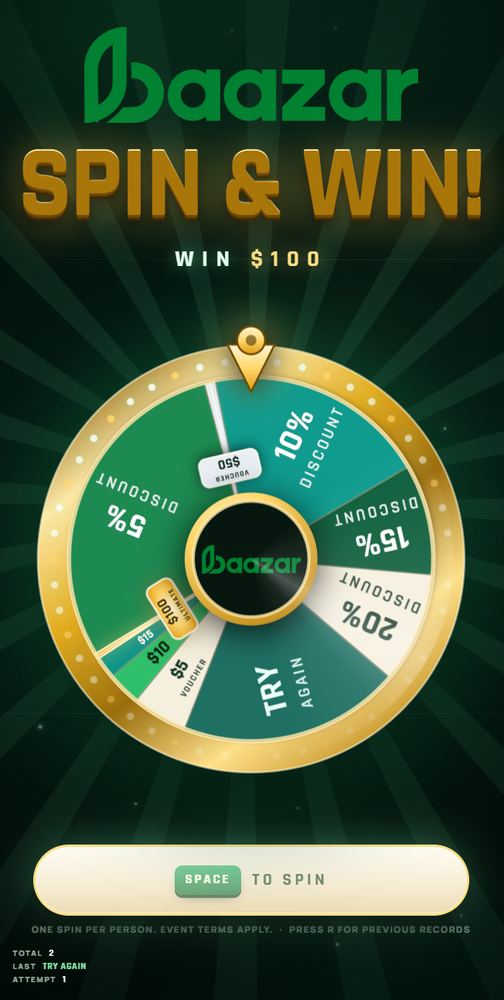 baazar
SPIN & WIN!
WIN $100
10%
DISCOUNT
DISCOUNT
15%
DISCOUNT
20%
TRY
AGAIN
$5
VOUCHER
$10
$15
$100
ULTIMATE
DISCOUNT
5%
$50
VOUCHER
baazar
SPACE TO SPIN
ONE SPIN PER PERSON. EVENT TERMS APPLY. · PRESS R FOR PREVIOUS RECORDS
TOTAL 2
LAST TRY AGAIN
ATTEMPT 1